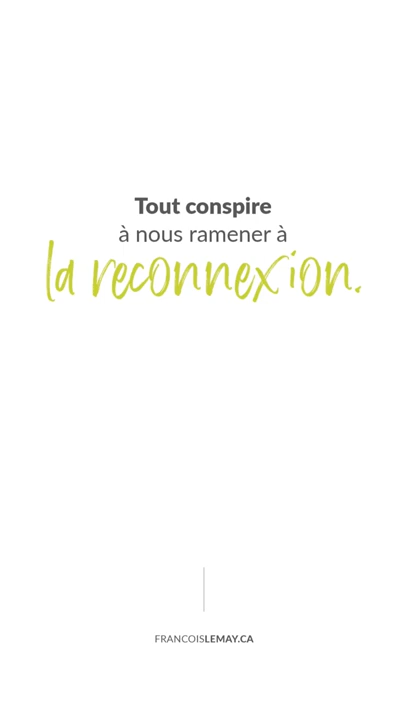 Tout conspire
à nous ramener à
la reconnexion.
FRANCOISLEMAY.CA